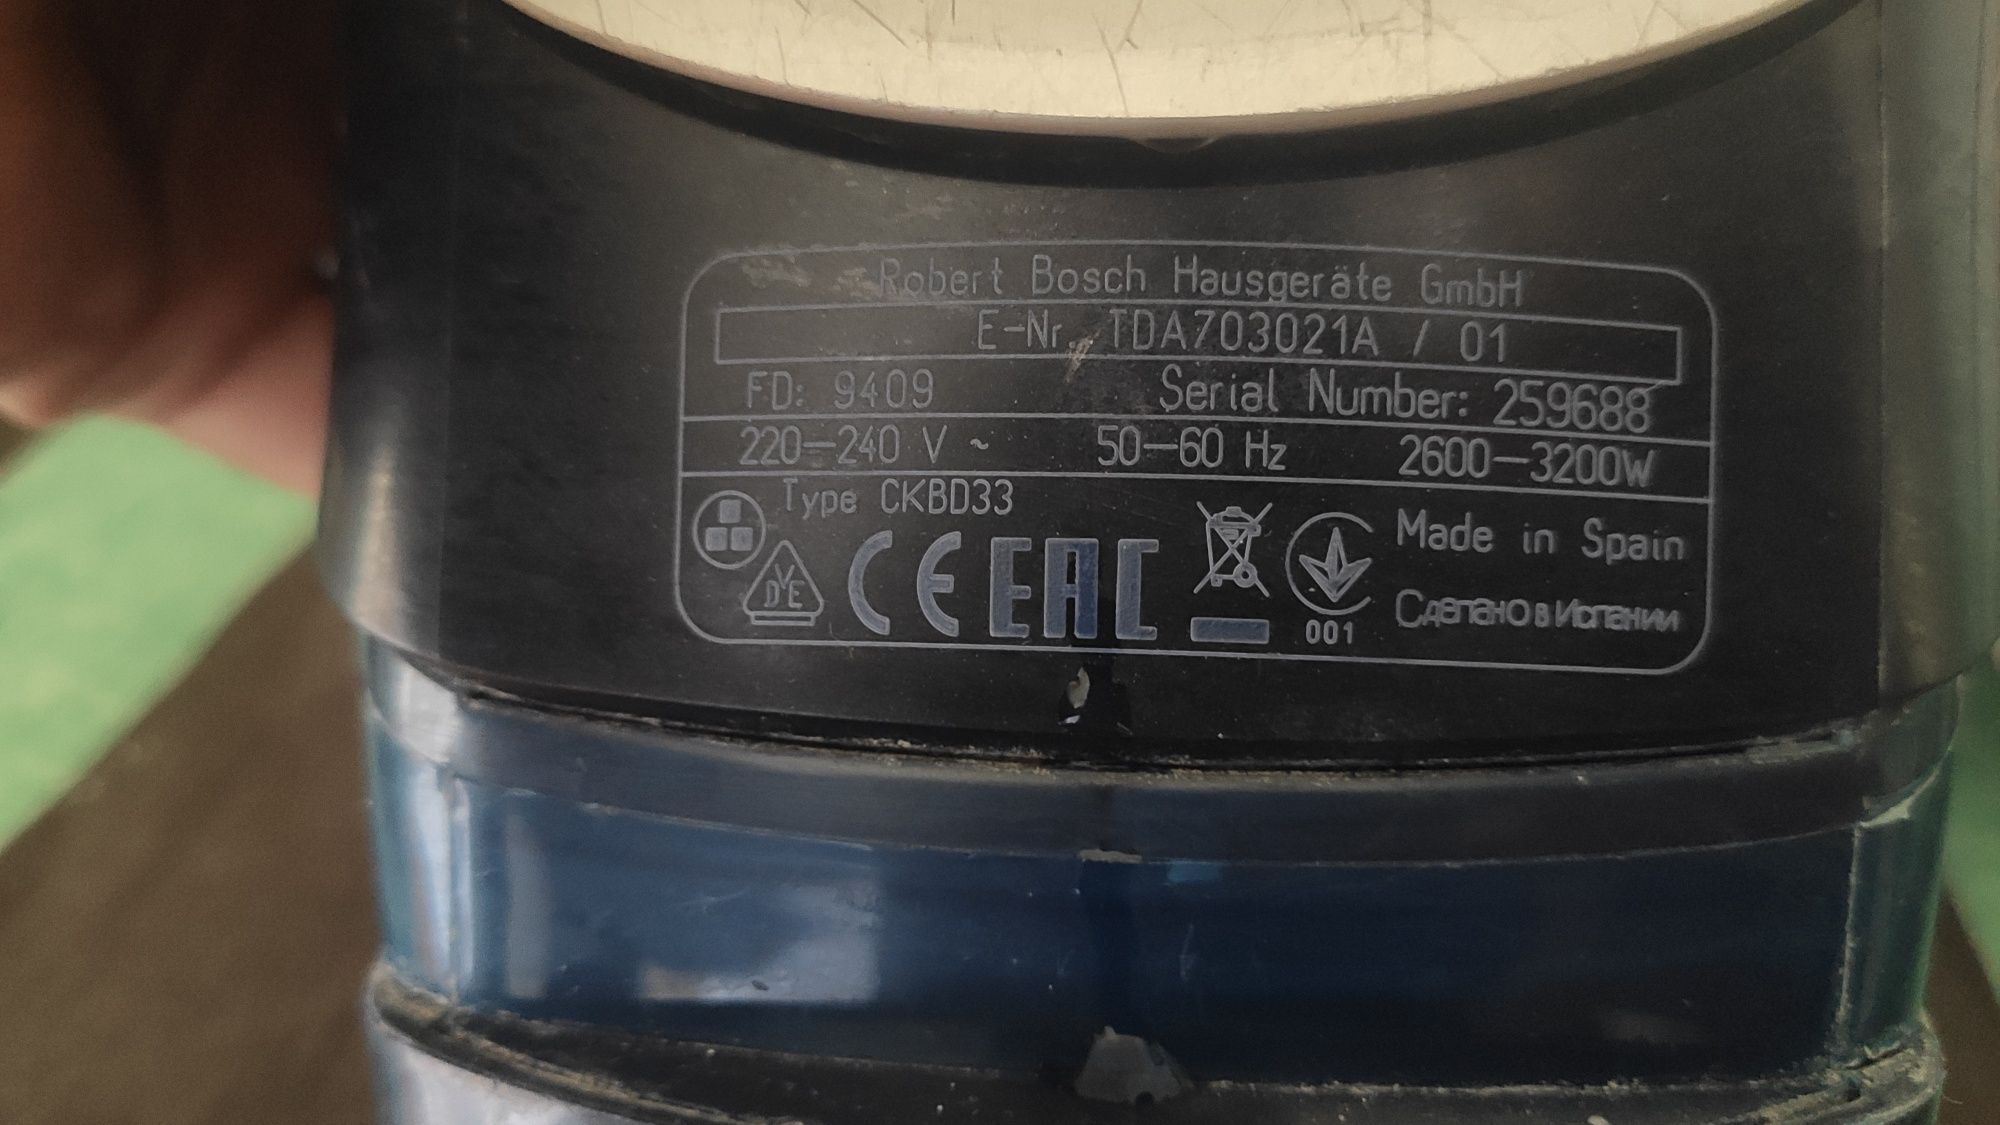 Robert Bosch Hausgeräte GmbH
E-Nr. TDA703021A / 01
FD: 9409 Serial Number: 259688
220-240 V ~ 50-60 Hz 2600-3200W
Type CKBD33
VDE CE EAC 001
Made in Spain
Сделано в Испании